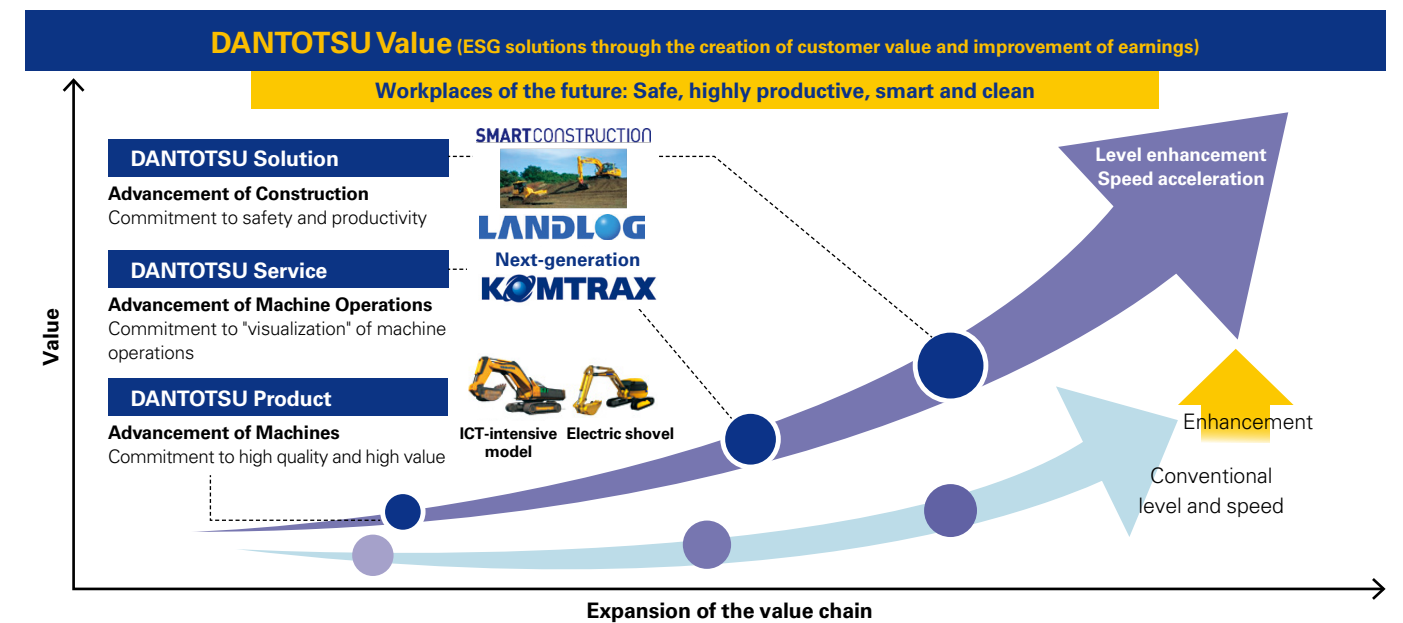 DANTOTSU Value (ESG solutions through the creation of customer value and improvement of earnings)
Workplaces of the future: Safe, highly productive, smart and clean
Value
DANTOTSU Solution
Advancement of Construction
Commitment to safety and productivity
DANTOTSU Service
Advancement of Machine Operations
Commitment to "visualization" of machine
operations
DANTOTSU Product
Advancement of Machines
Commitment to high quality and high value
SMARTCONSTRUCTION
LANDLOG
Next-generation
KOMTRAX
ICT-intensive
model
Electric shovel
Level enhancement
Speed acceleration
Enhancement
Conventional
level and speed
Expansion of the value chain